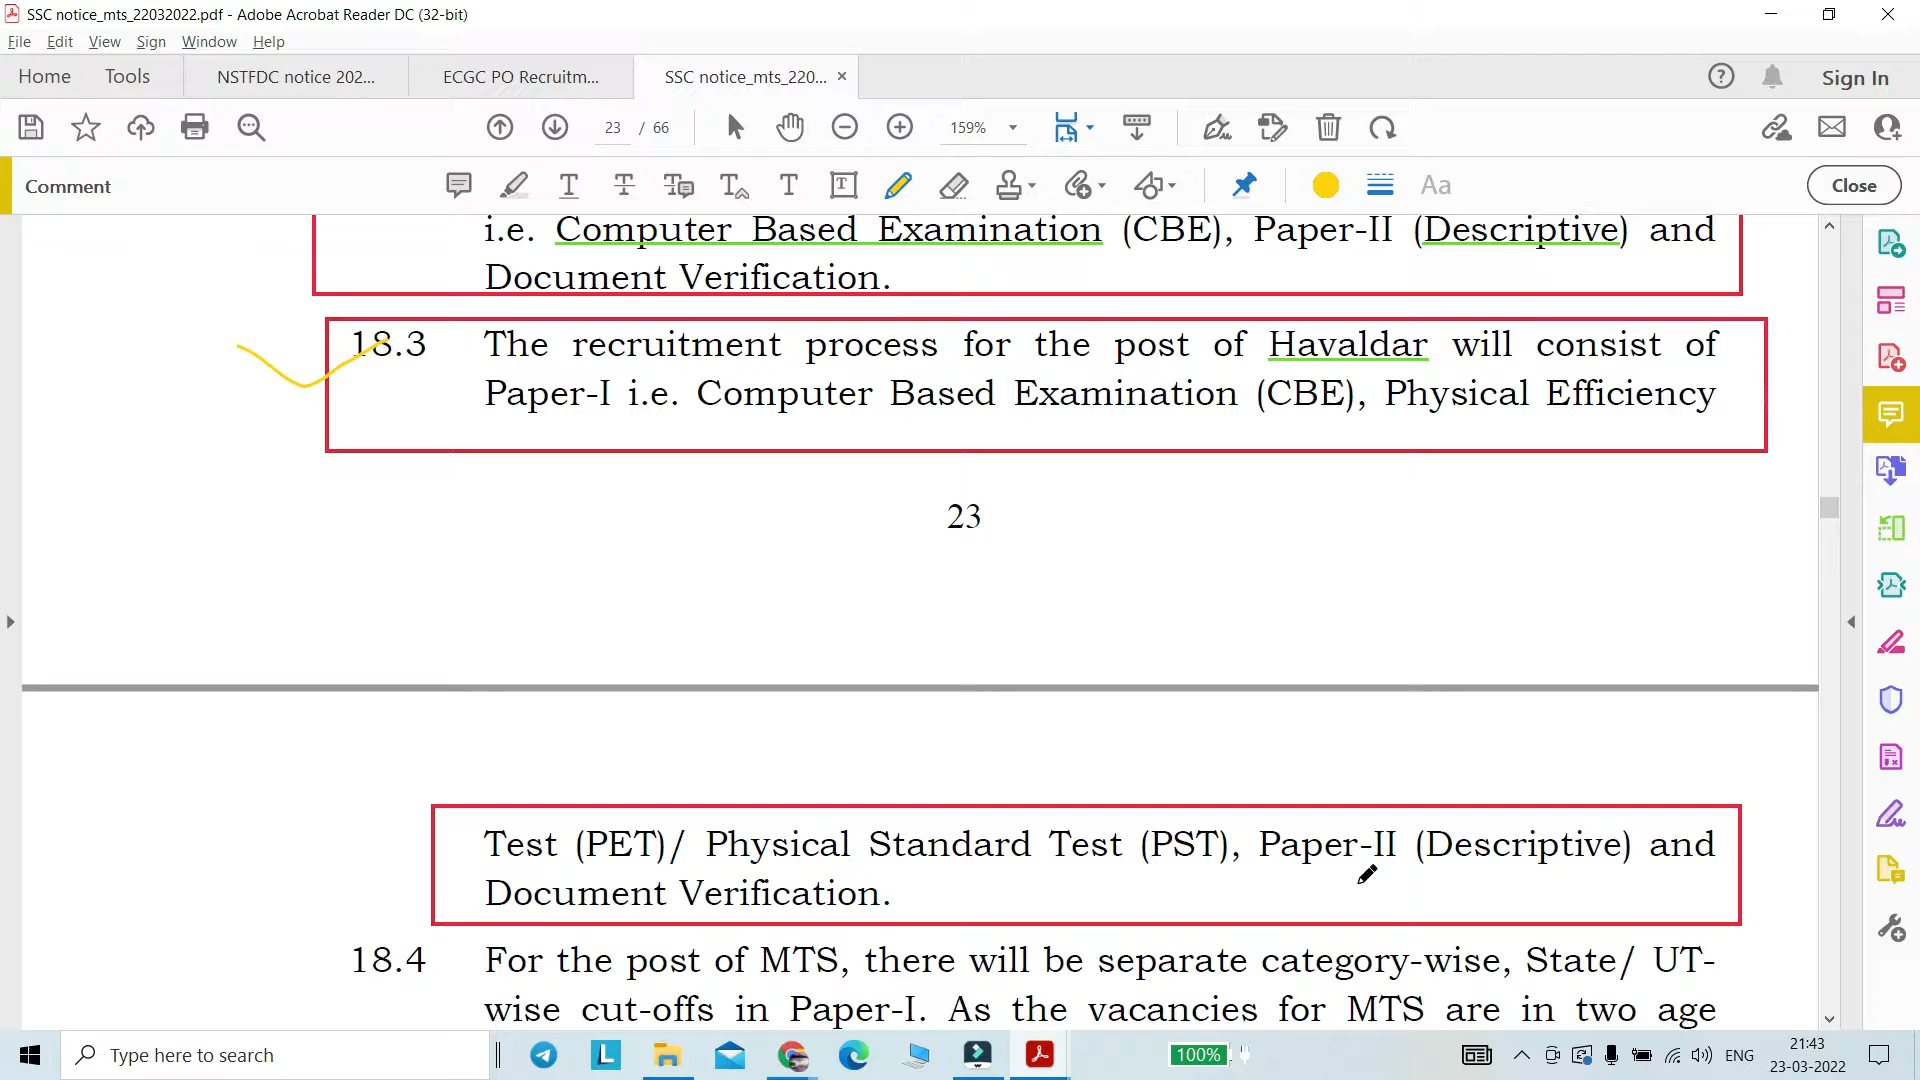 SSC notice_mts_22032022.pdf - Adobe Acrobat Reader DC (32-bit)
File Edit View Sign Window Help
Home Tools NSTFDC notice 202... ECGC PO Recruitm... SSC notice_mts_220... × Sign In
23 / 66 159%
Comment Aa Close
i.e. Computer Based Examination (CBE), Paper-II (Descriptive) and
Document Verification.
18.3 The recruitment process for the post of Havaldar will consist of
Paper-I i.e. Computer Based Examination (CBE), Physical Efficiency
23
Test (PET)/ Physical Standard Test (PST), Paper-II (Descriptive) and
Document Verification.
18.4 For the post of MTS, there will be separate category-wise, State/ UT-
wise cut-offs in Paper-I. As the vacancies for MTS are in two age
Type here to search L 100% ENG 21:43
23-03-2022